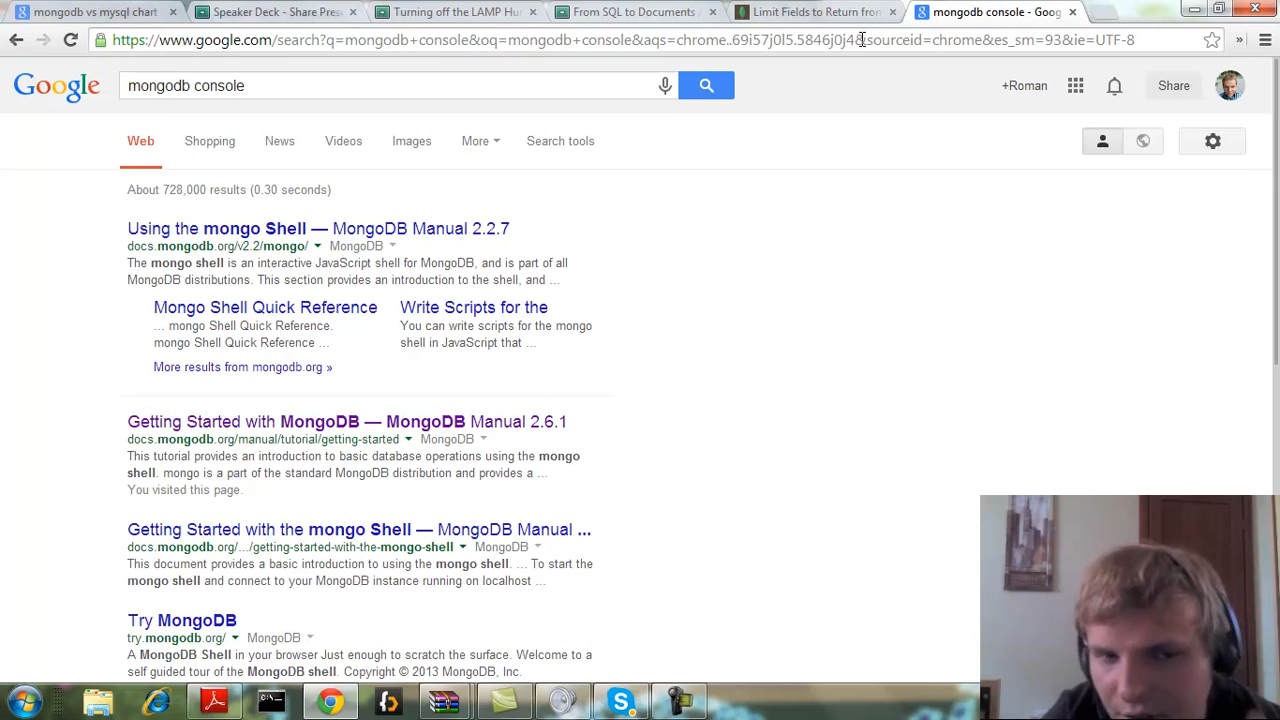 mongodb vs mysql chart
Speaker Deck - Share Pres
Turning off the LAMP Hu
From SQL to Documents
Limit Fields to Return from
mongodb console - Goog
https://www.google.com/search?q=mongodb+console&oq=mongodb+console&aqs=chrome..69i57j0l5.5846j0j4&sourceid=chrome&es_sm=93&ie=UTF-8
Google
mongodb console
+Roman
Share
Web
Shopping
News
Videos
Images
More
Search tools
About 728,000 results (0.30 seconds)
Using the mongo Shell — MongoDB Manual 2.2.7
docs.mongodb.org/v2.2/mongo/ MongoDB
The mongo shell is an interactive JavaScript shell for MongoDB, and is part of all
MongoDB distributions. This section provides an introduction to the shell, and ...
Mongo Shell Quick Reference
... mongo Shell Quick Reference.
mongo Shell Quick Reference ...
Write Scripts for the
You can write scripts for the mongo
shell in JavaScript that ...
More results from mongodb.org »
Getting Started with MongoDB — MongoDB Manual 2.6.1
docs.mongodb.org/manual/tutorial/getting-started MongoDB
This tutorial provides an introduction to basic database operations using the mongo
shell. mongo is a part of the standard MongoDB distribution and provides a ...
You visited this page.
Getting Started with the mongo Shell — MongoDB Manual ...
docs.mongodb.org/.../getting-started-with-the-mongo-shell MongoDB
This document provides a basic introduction to using the mongo shell. ... To start the
mongo shell and connect to your MongoDB instance running on localhost ...
Try MongoDB
try.mongodb.org/ MongoDB
A MongoDB Shell in your browser Just enough to scratch the surface. Welcome to a
self guided tour of the MongoDB shell. Copyright © 2013 MongoDB, Inc.